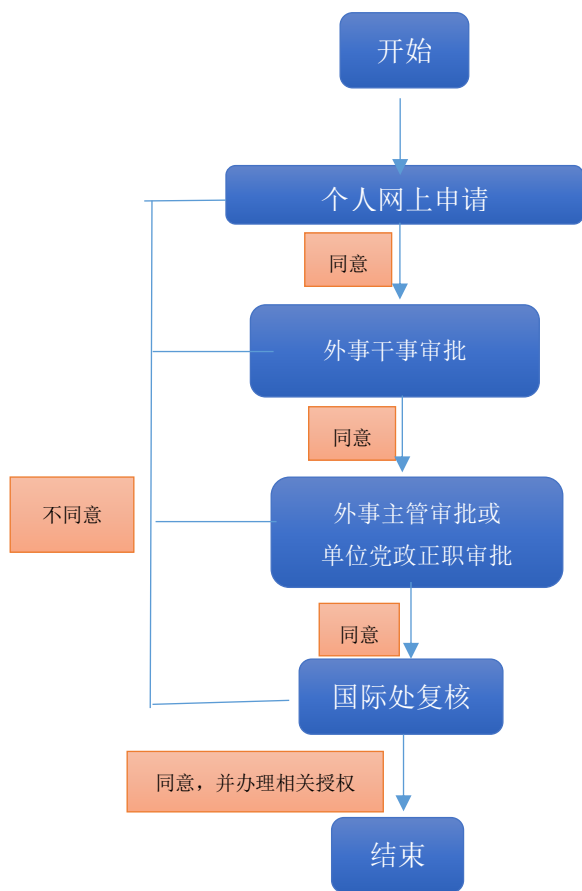 开始
个人网上申请
同意
外事干事审批
同意
不同意
外事主管审批或
单位党政正职审批
同意
国际处复核
同意，并办理相关授权
结束